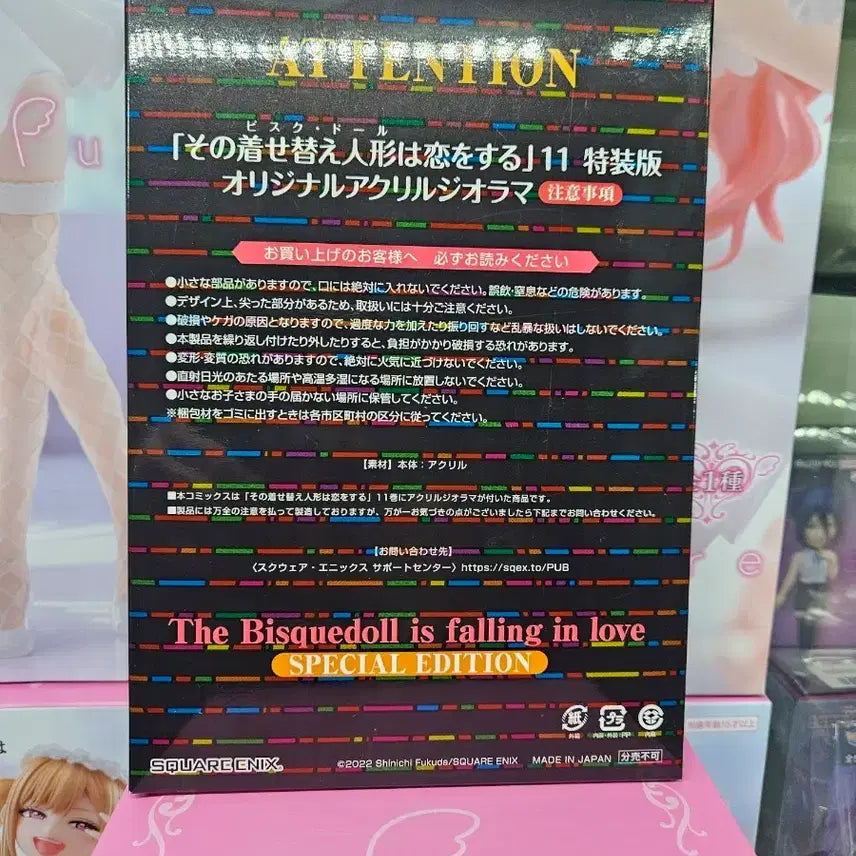 ATTENTION
ビスク・ドール
「その着せ替え人形は恋をする」11 特装版
オリジナルアクリルジオラマ 注意事項
お買い上げのお客様へ 必ずお読みください
●小さな部品がありますので、口には絶対に入れないでください。誤飲・窒息などの危険があります。
●デザイン上、尖った部分があるため、取扱いには十分ご注意ください。
●破損やケガの原因となりますので、過度な力を加えたり振り回すなど乱暴な扱いはしないでください。
●本製品を繰り返し付けたり外したりすると、負担がかかり破損する恐れがあります。
●変形・変質の恐れがありますので、絶対に火気に近づけないでください。
●直射日光のあたる場所や高温多湿になる場所に放置しないでください。
●小さなお子さまの手の届かない場所に保管してください。
※梱包材をゴミに出すときは各市区町村の区分に従ってください。
【素材】本体：アクリル
■本コミックスは「その着せ替え人形は恋をする」11巻にアクリルジオラマが付いた商品です。
■製品には万全の注意を払って製造しておりますが、万が一お気づきの点がございましたら下記までお問い合わせください。
【お問い合わせ先】
〈スクウェア・エニックス サポートセンター〉https://sqex.to/PUB
The Bisquedoll is falling in love
SPECIAL EDITION
紙 プラ
外箱 内袋・外装：PP 内箱
SQUARE ENIX.
©2022 Shinichi Fukuda/SQUARE ENIX MADE IN JAPAN 分売不可
P u
1種
r e
は